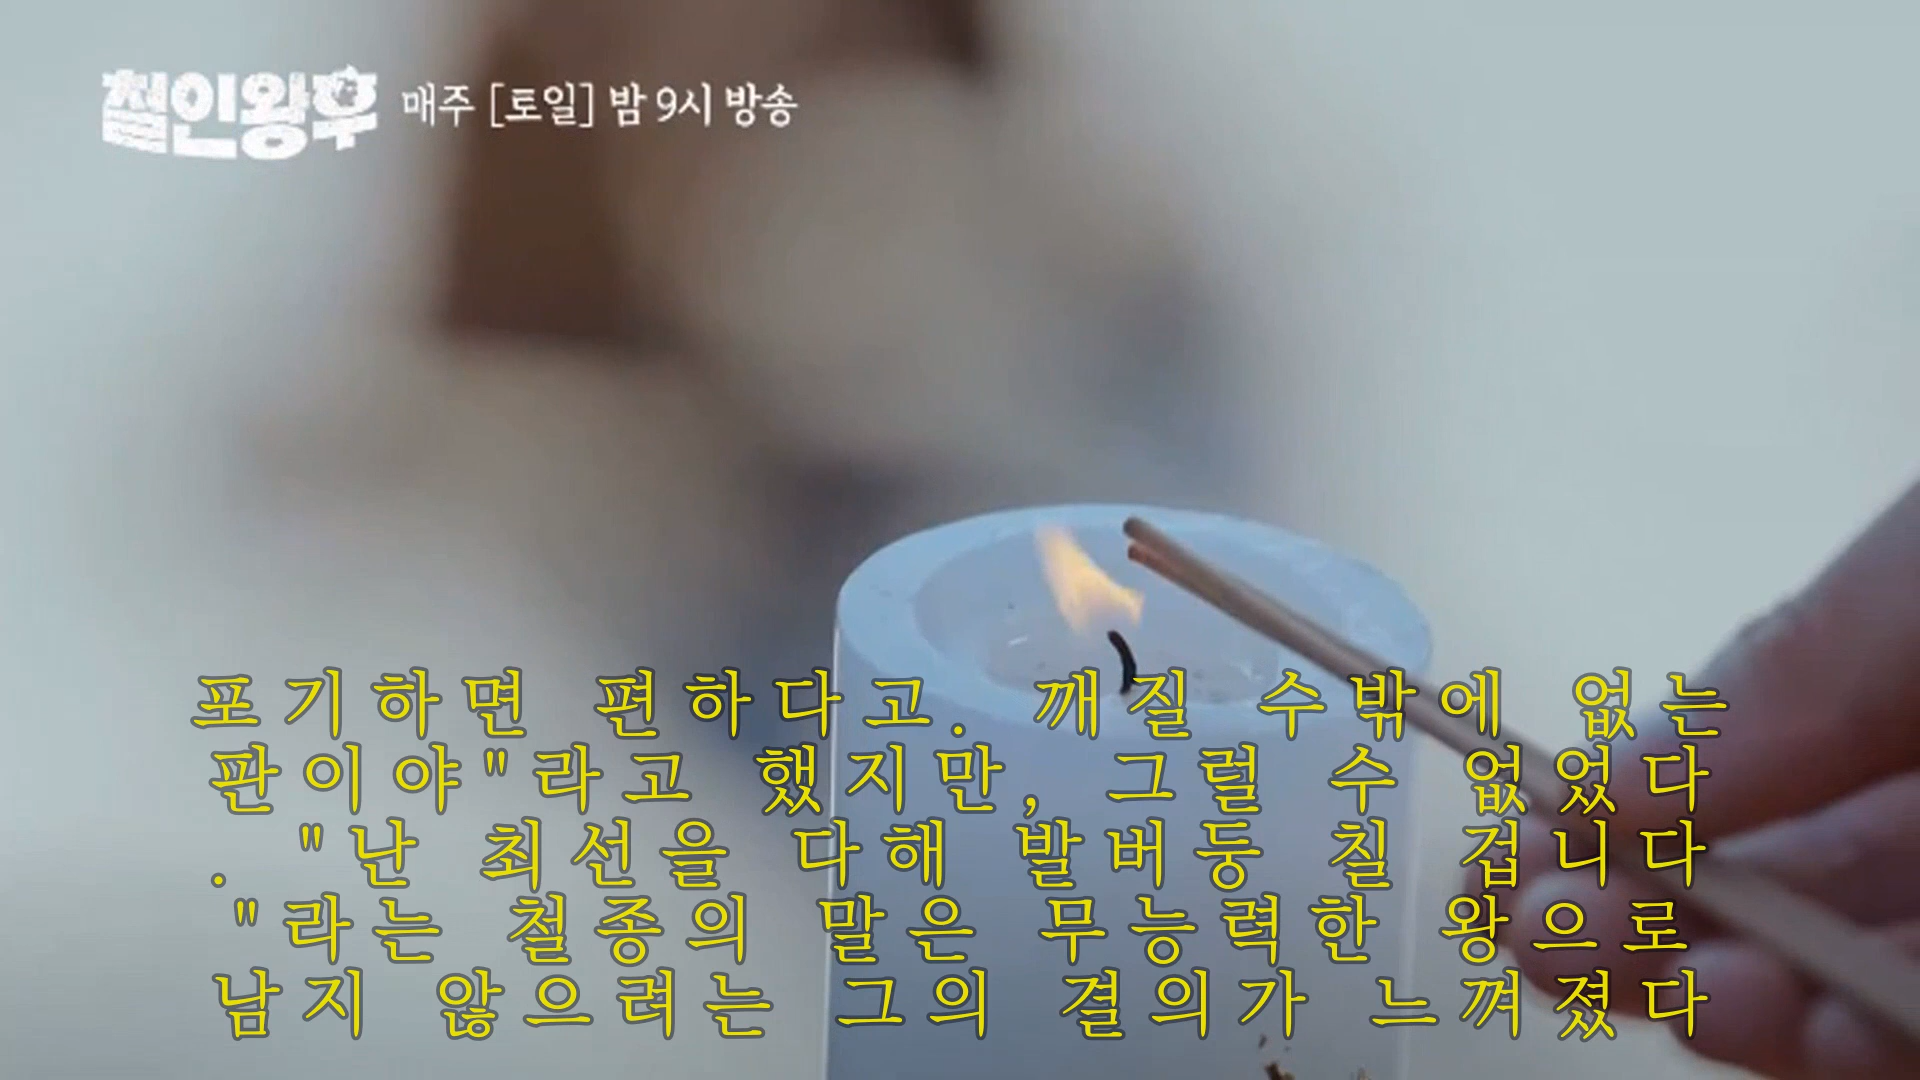 철인왕후 매주 [토일] 밤 9시 방송
포기하면 편하다고. 깨질 수밖에 없는
판이야"라고 했지만, 그럴 수 없었다
. "난 최선을 다해 발버둥 칠 겁니다
"라는 철종의 말은 무능력한 왕으로
남지 않으려는 그의 결의가 느껴졌다